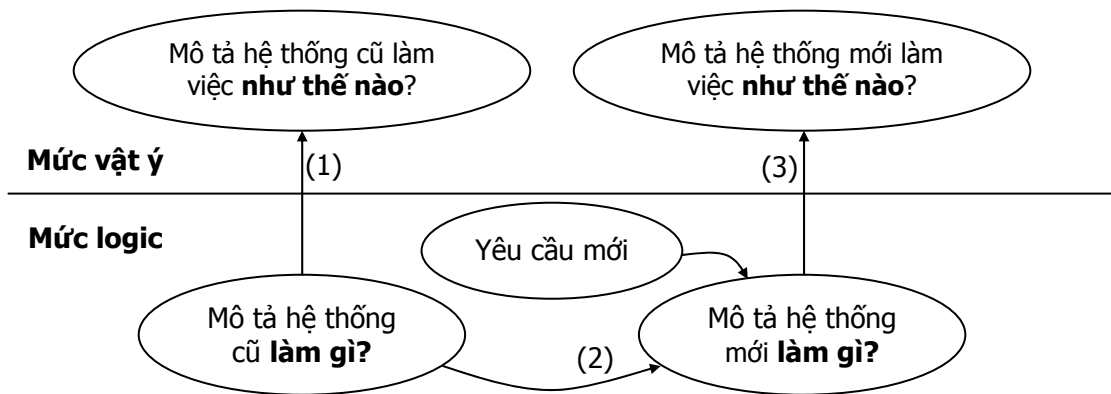 Mô tả hệ thống cũ làm
việc như thế nào?
Mô tả hệ thống mới làm
việc như thế nào?
Mức vật ý
(1)
(3)
Mức logic
Yêu cầu mới
Mô tả hệ thống
cũ làm gì?
(2)
Mô tả hệ thống
mới làm gì?